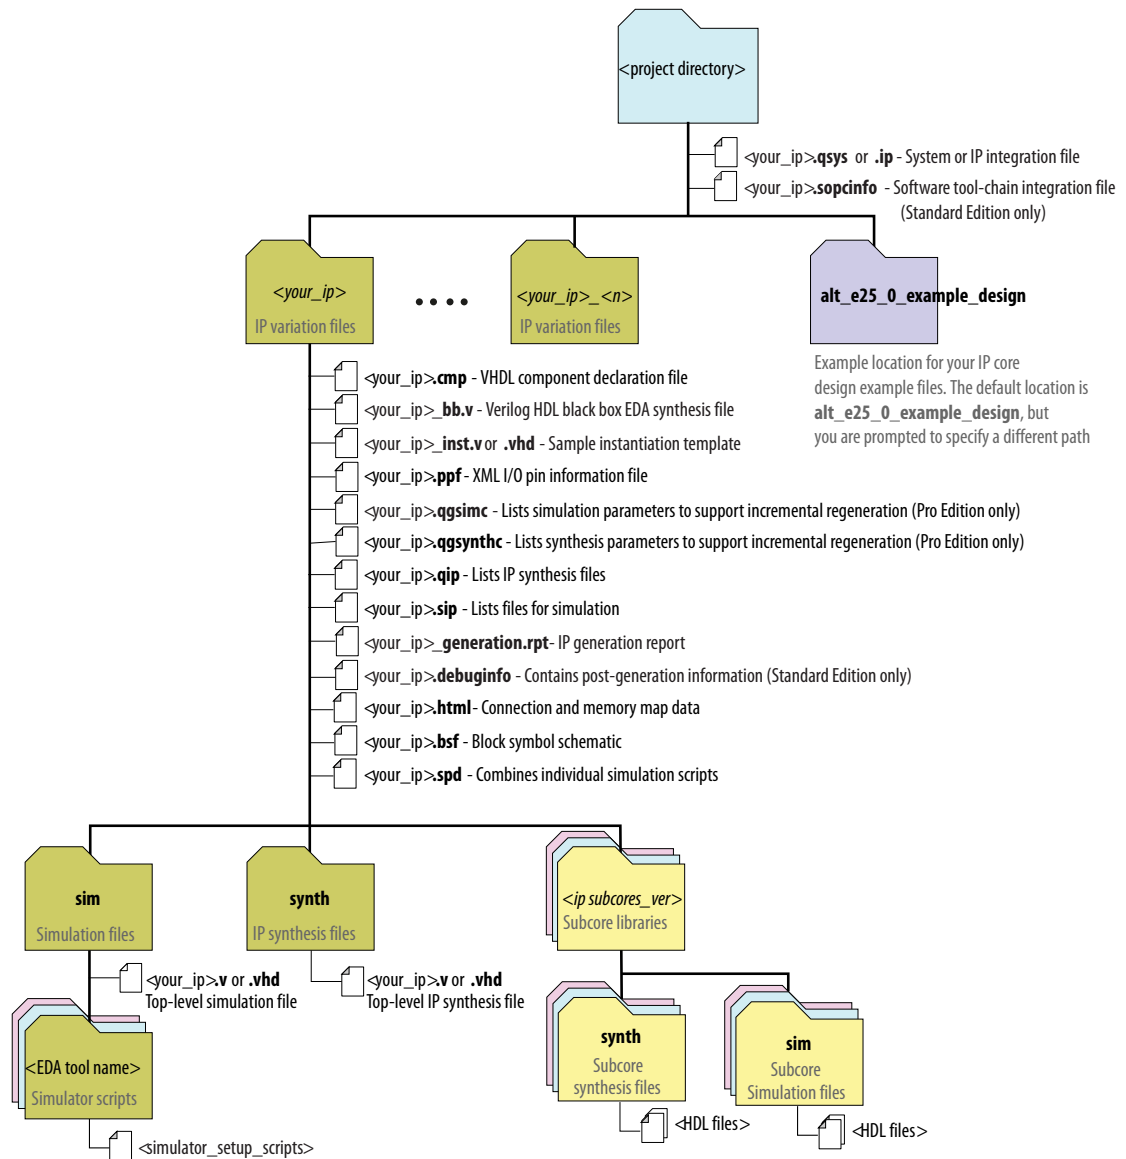 <project directory>
<your_ip>.qsys or .ip - System or IP integration file
<your_ip>.sopcinfo - Software tool-chain integration file
(Standard Edition only)
<your_ip>
IP variation files
....
<your_ip>_<n>
IP variation files
alt_e25_0_example_design
Example location for your IP core
design example files. The default location is
alt_e25_0_example_design, but
you are prompted to specify a different path
<your_ip>.cmp - VHDL component declaration file
<your_ip>_bb.v - Verilog HDL black box EDA synthesis file
<your_ip>_inst.v or .vhd - Sample instantiation template
<your_ip>.ppf - XML I/O pin information file
<your_ip>.qgsimc - Lists simulation parameters to support incremental regeneration (Pro Edition only)
<your_ip>.qgsynthc - Lists synthesis parameters to support incremental regeneration (Pro Edition only)
<your_ip>.qip - Lists IP synthesis files
<your_ip>.sip - Lists files for simulation
<your_ip>_generation.rpt- IP generation report
<your_ip>.debuginfo - Contains post-generation information (Standard Edition only)
<your_ip>.html- Connection and memory map data
<your_ip>.bsf - Block symbol schematic
<your_ip>.spd - Combines individual simulation scripts
sim
Simulation files
<your_ip>.v or .vhd
Top-level simulation file
<EDA tool name>
Simulator scripts
<simulator_setup_scripts>
synth
IP synthesis files
<your_ip>.v or .vhd
Top-level IP synthesis file
<ip subcores_ver>
Subcore libraries
synth
Subcore
synthesis files
<HDL files>
sim
Subcore
Simulation files
<HDL files>